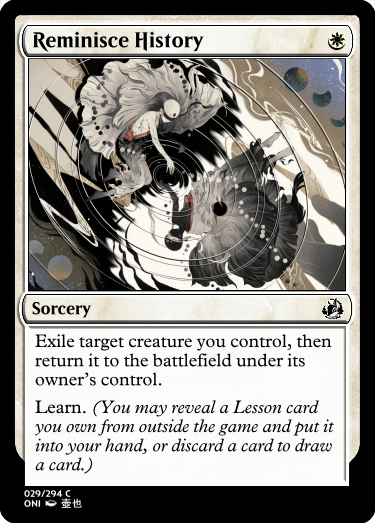 Reminisce History
Sorcery
Exile target creature you control, then
return it to the battlefield under its
owner's control.
Learn. (You may reveal a Lesson card
you own from outside the game and put it
into your hand, or discard a card to draw
a card.)
029/294 C
ONI 壺也